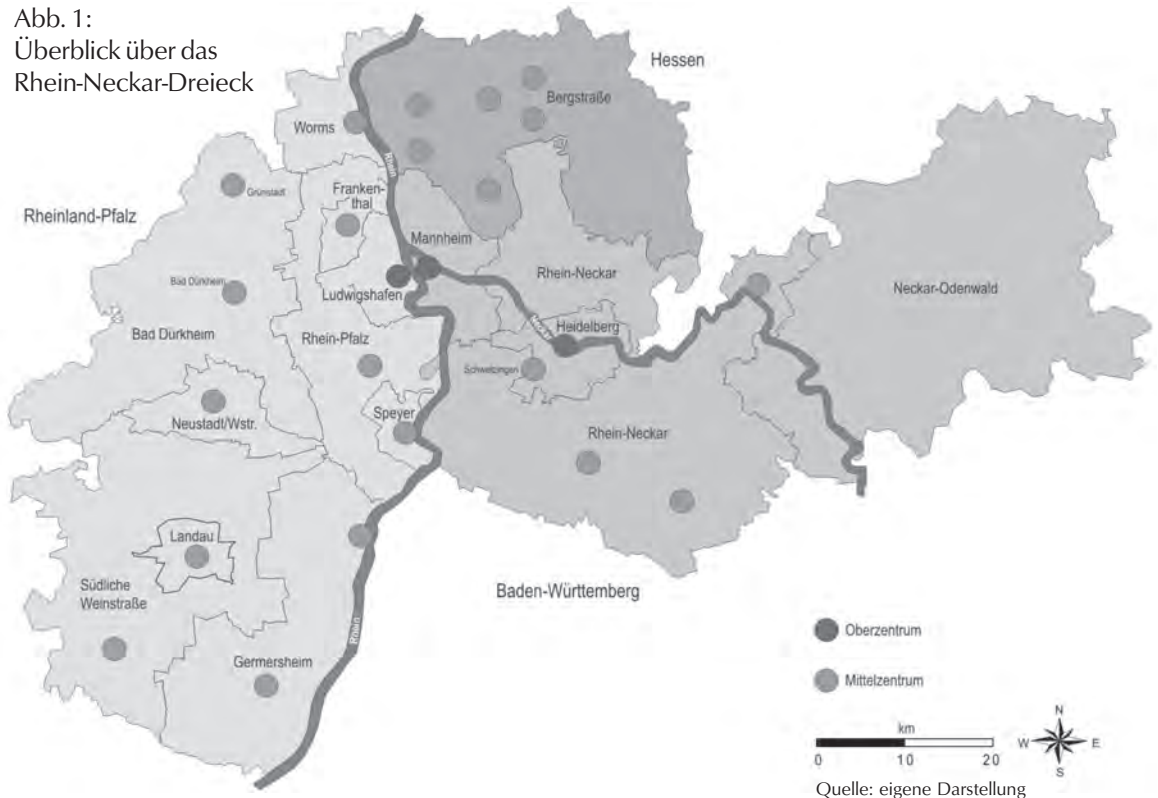 Abb. 1:
Überblick über das
Rhein-Neckar-Dreieck
Hessen
Bergstraße
Worms
Rhein
Grünstadt
Franken-
thal
Rheinland-Pfalz
Mannheim
Rhein-Neckar
Neckar-Odenwald
Bad Dürkheim
Ludwigshafen
Neckar
Heidelberg
Bad Dürkheim
Rhein-Pfalz
Schwetzingen
Speyer
Neustadt/Wstr.
Rhein-Neckar
Landau
Südliche
Weinstraße
Baden-Württemberg
Rhein
Germersheim
Oberzentrum
Mittelzentrum
km
0 10 20
N
W E
S
Quelle: eigene Darstellung